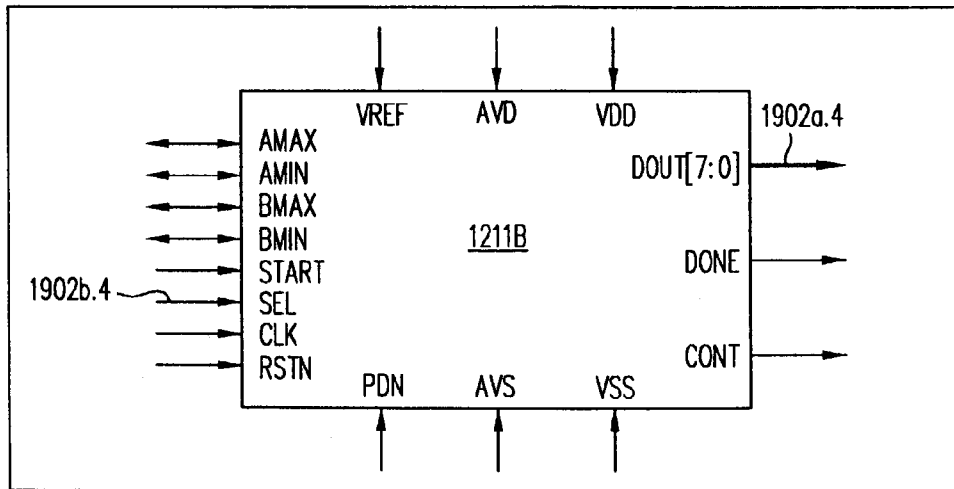 VREF AVD VDD
1902a.4
AMAX
DOUT[7:0]
AMIN
BMAX
BMIN
1211B
START
DONE
1902b.4
SEL
CLK
CONT
RSTN
PDN AVS VSS